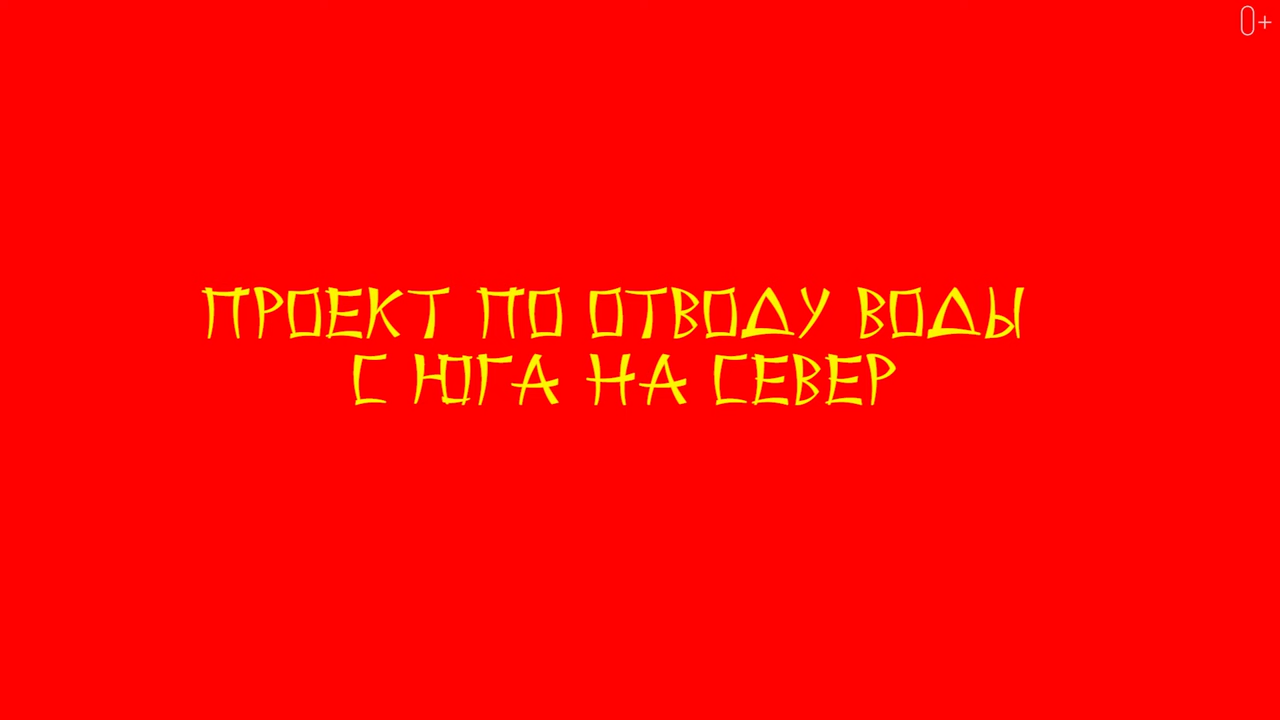 0+
ПРОЕКТ ПО ОТВОДУ ВОДЫ
С ЮГА НА СЕВЕР